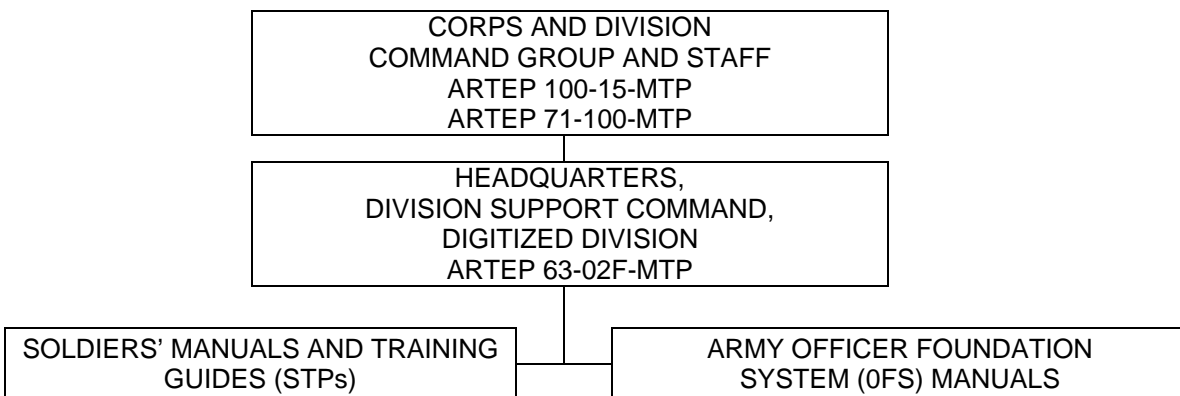 CORPS AND DIVISION
COMMAND GROUP AND STAFF
ARTEP 100-15-MTP
ARTEP 71-100-MTP
HEADQUARTERS,
DIVISION SUPPORT COMMAND,
DIGITIZED DIVISION
ARTEP 63-02F-MTP
SOLDIERS’ MANUALS AND TRAINING
GUIDES (STPs)
ARMY OFFICER FOUNDATION
SYSTEM (0FS) MANUALS